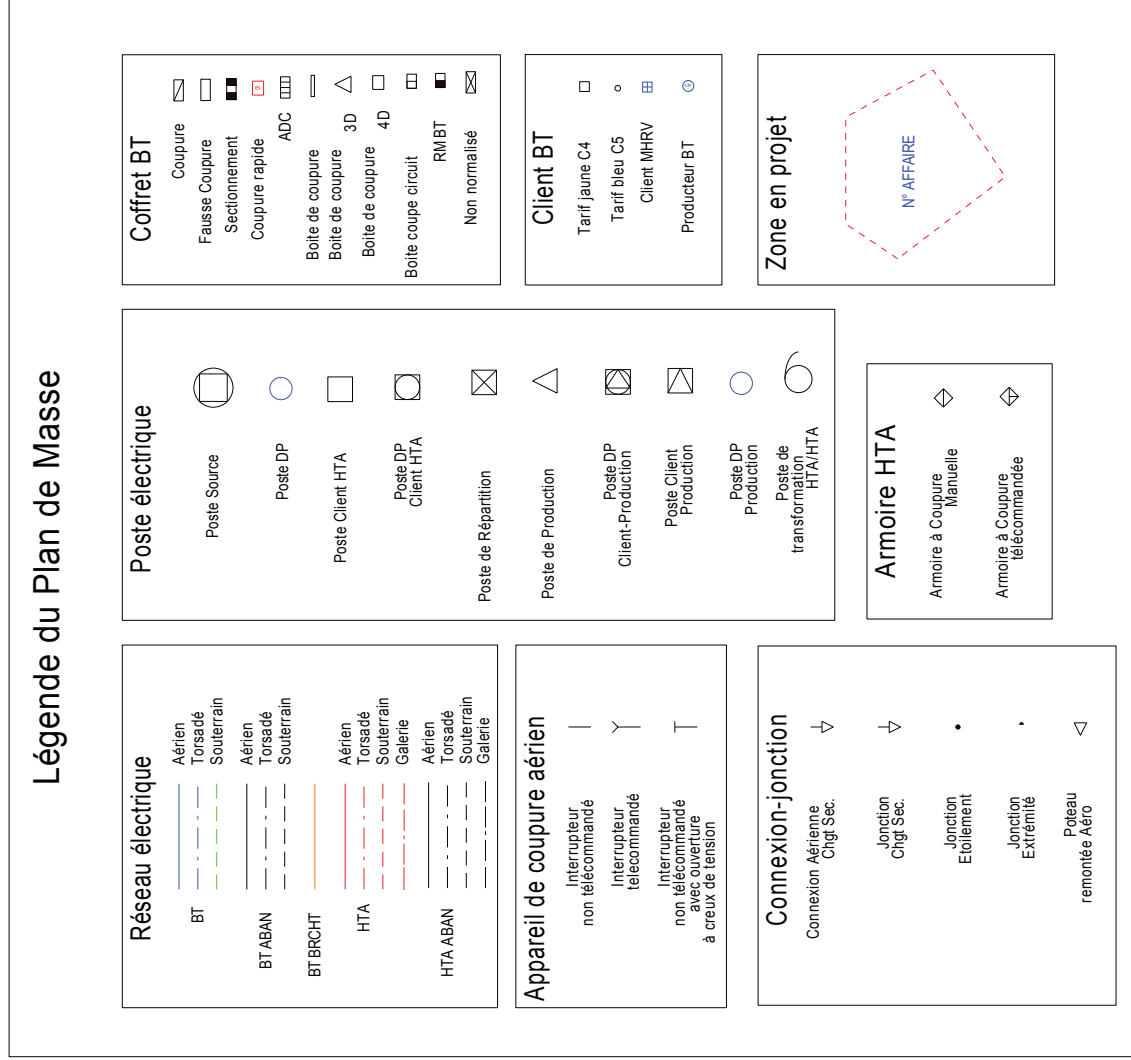 Légende du Plan de Masse
Réseau électrique
BT
Aérien
Torsadé
Souterrain
BT ABAN
Aérien
Torsadé
Souterrain
BT BRCHT
HTA
Aérien
Torsadé
Souterrain
Galerie
HTA ABAN
Aérien
Torsadé
Souterrain
Galerie
Appareil de coupure aérien
Interrupteur
non télécommandé
Interrupteur
telecommandé
Interrupteur
non télécommandé
avec ouverture
à creux de tension
Connexion-jonction
Connexion Aérienne
Chgt Sec.
Jonction
Chgt Sec.
Jonction
Etoilement
Jonction
Extrémité
Poteau
remontée Aéro
Poste électrique
Poste Source
Poste DP
Poste Client HTA
Poste DP
Client HTA
Poste de Répartition
Poste de Production
Poste DP
Client-Production
Poste Client
Production
Poste DP
Production
Poste de
transformation
HTA/HTA
Armoire HTA
Armoire à Coupure
Manuelle
Armoire à Coupure
télécommandée
Coffret BT
Coupure
Fausse Coupure
Sectionnement
Coupure rapide
ADC
Boite de coupure
Boite de coupure
3D
Boite de coupure
4D
Boite coupe circuit
RM BT
Non normalisé
Client BT
Tarif jaune C4
Tarif bleu C5
Client MHRV
Producteur BT
Zone en projet
N° AFFAIRE